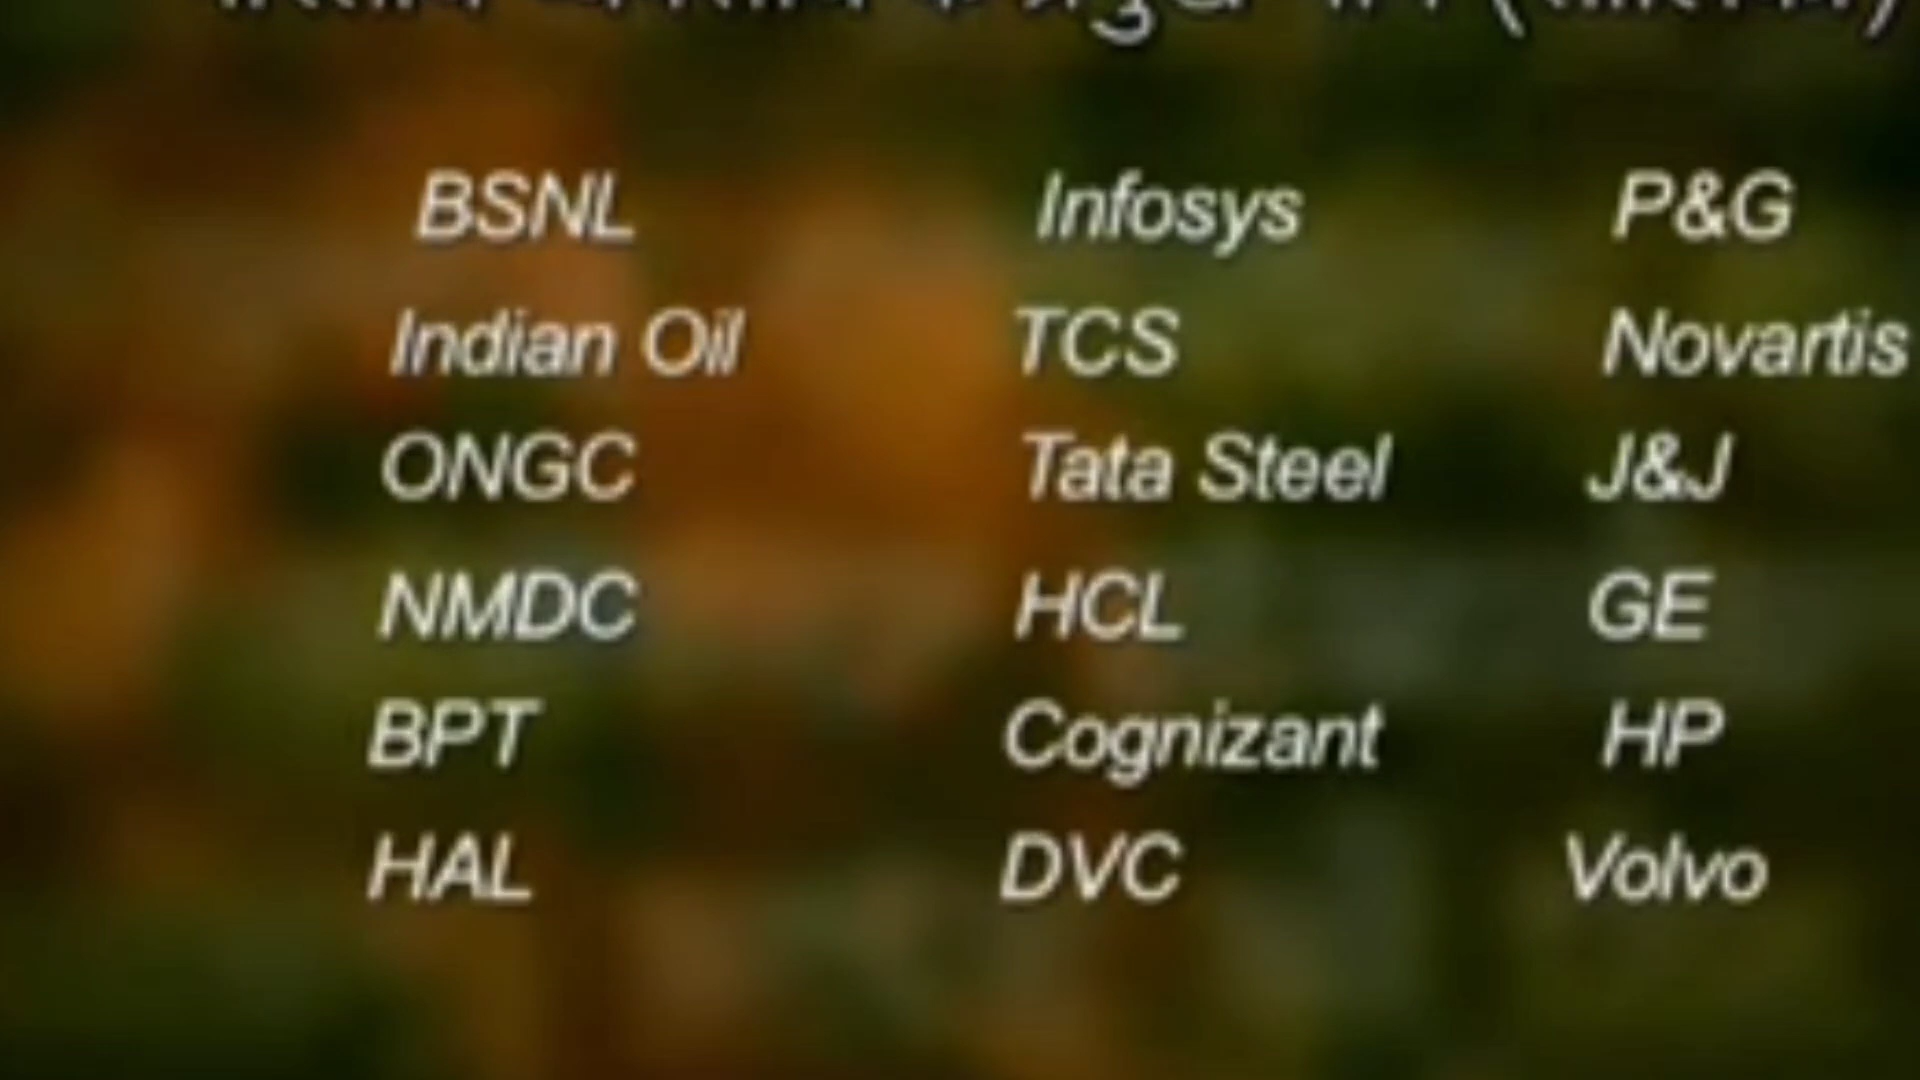 BSNL Infosys P&G
Indian Oil TCS Novartis
ONGC Tata Steel J&J
NMDC HCL GE
BPT Cognizant HP
HAL DVC Volvo